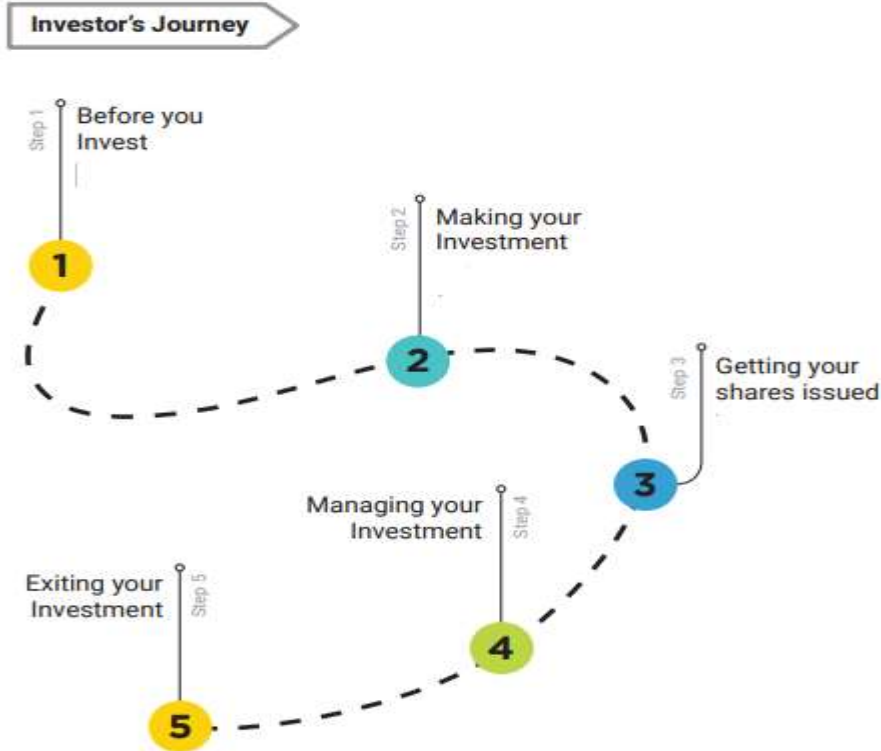 Investor's Journey
Step 1
Before you
Invest
1
Step 2
Making your
Investment
2
Step 3
Getting your
shares issued
3
Managing your
Investment
Step 4
4
Exiting your
Investment
Step 5
5